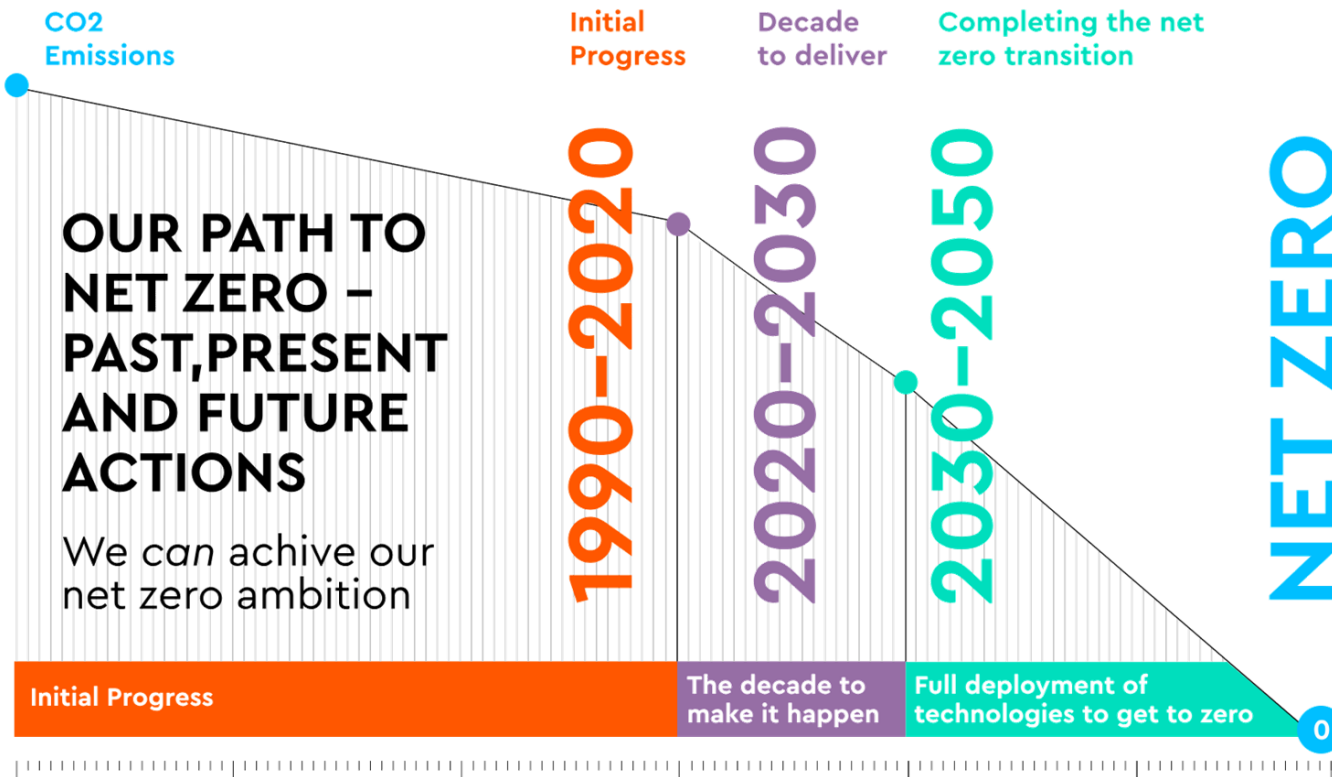 CO2
Emissions
Initial
Progress
Decade
to deliver
Completing the net
zero transition
OUR PATH TO
NET ZERO –
PAST,PRESENT
AND FUTURE
ACTIONS
We can achive our
net zero ambition
1990–2020
2020–2030
2030–2050
NET ZERO
Initial Progress
The decade to
make it happen
Full deployment of
technologies to get to zero
0